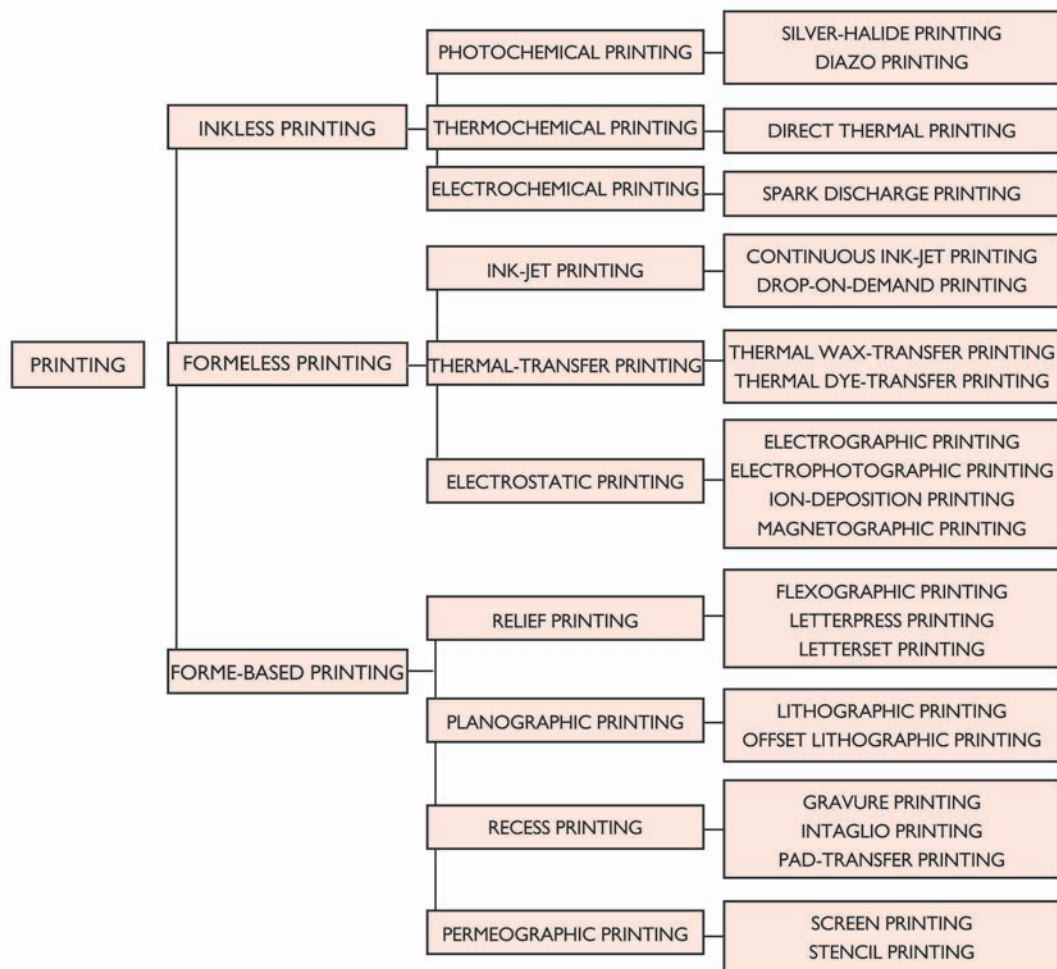 PRINTING
INKLESS PRINTING
PHOTOCHEMICAL PRINTING
SILVER-HALIDE PRINTING
DIAZO PRINTING
THERMOCHEMICAL PRINTING
DIRECT THERMAL PRINTING
ELECTROCHEMICAL PRINTING
SPARK DISCHARGE PRINTING
FORMELESS PRINTING
INK-JET PRINTING
CONTINUOUS INK-JET PRINTING
DROP-ON-DEMAND PRINTING
THERMAL-TRANSFER PRINTING
THERMAL WAX-TRANSFER PRINTING
THERMAL DYE-TRANSFER PRINTING
ELECTROSTATIC PRINTING
ELECTROGRAPHIC PRINTING
ELECTROPHOTOGRAPHIC PRINTING
ION-DEPOSITION PRINTING
MAGNETOGRAPHIC PRINTING
FORME-BASED PRINTING
RELIEF PRINTING
FLEXOGRAPHIC PRINTING
LETTERPRESS PRINTING
LETTERSET PRINTING
PLANOGRAPHIC PRINTING
LITHOGRAPHIC PRINTING
OFFSET LITHOGRAPHIC PRINTING
RECESS PRINTING
GRAVURE PRINTING
INTAGLIO PRINTING
PAD-TRANSFER PRINTING
PERMEOGRAPHIC PRINTING
SCREEN PRINTING
STENCIL PRINTING